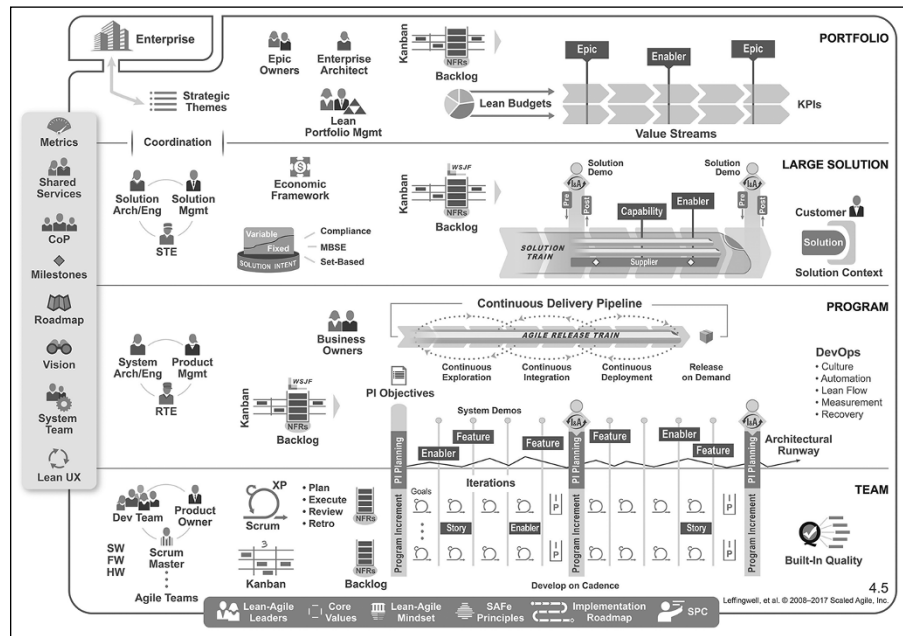 Enterprise
Strategic
Themes
Epic
Owners
Enterprise
Architect
Lean
Portfolio Mgmt
Kanban
NFRs
Backlog
Lean Budgets
Epic
Enabler
Epic
Value Streams
KPIs
PORTFOLIO
Metrics
Shared
Services
CoP
Milestones
Roadmap
Vision
System
Team
Lean UX
Coordination
Solution
Arch/Eng
Solution
Mgmt
STE
Economic
Framework
Variable
Fixed
SOLUTION INTENT
Compliance
MBSE
Set-Based
Kanban
WSJF
NFRs
Backlog
Solution
Demo
I&A
Pre
Post
Capability
Enabler
SOLUTION
TRAIN
Supplier
Solution
Demo
I&A
Pre
Post
LARGE SOLUTION
Customer
Solution
Solution Context
System
Arch/Eng
Product
Mgmt
RTE
Business
Owners
Kanban
WSJF
NFRs
Backlog
Continuous Delivery Pipeline
AGILE RELEASE TRAIN
Continuous
Exploration
Continuous
Integration
Continuous
Deployment
Release
on Demand
PROGRAM
DevOps
• Culture
• Automation
• Lean Flow
• Measurement
• Recovery
PI Objectives
System Demos
PI Planning
Enabler
Feature
Feature
I&A
PI Planning
Feature
Enabler
Feature
I&A
PI Planning
Architectural
Runway
Dev Team
Product
Owner
SW
FW
HW
Scrum
Master
Agile Teams
XP
Scrum
• Plan
• Execute
• Review
• Retro
3
Kanban
NFRs
NFRs
Backlog
Program Increment
Goals
Iterations
Story
Enabler
I P
I P
Program Increment
Story
I P
I P
Program Increment
Develop on Cadence
TEAM
Built-In Quality
4.5
Leffingwell, et al. © 2008–2017 Scaled Agile, Inc.
Lean-Agile
Leaders
Core
Values
Lean-Agile
Mindset
SAFe
Principles
Implementation
Roadmap
SPC